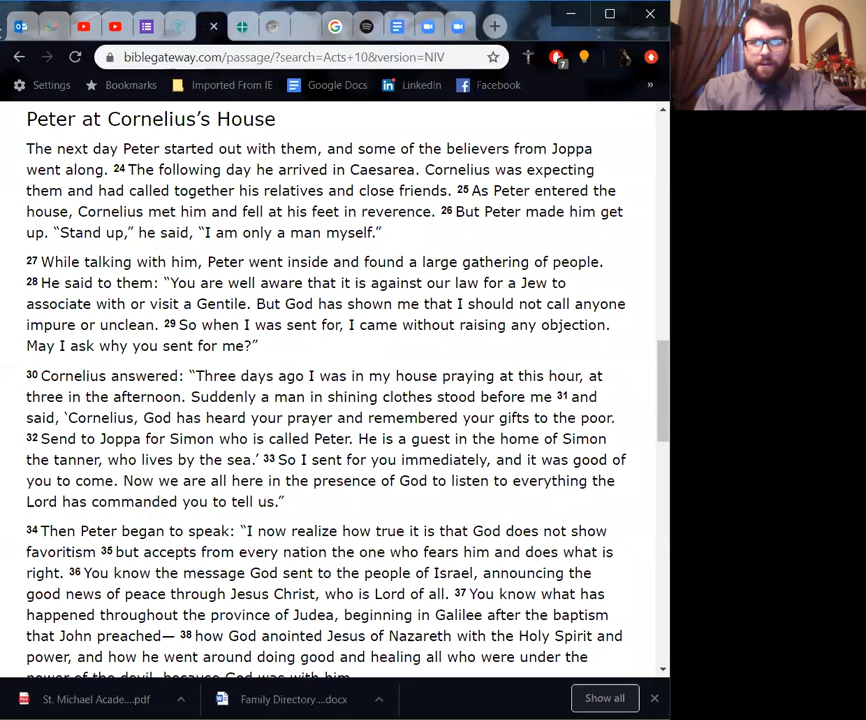 biblegateway.com/passage/?search=Acts+10&version=NIV
7
Settings
Bookmarks
Imported From IE
Google Docs
LinkedIn
Facebook
»
Peter at Cornelius’s House
The next day Peter started out with them, and some of the believers from Joppa
went along. 24 The following day he arrived in Caesarea. Cornelius was expecting
them and had called together his relatives and close friends. 25 As Peter entered the
house, Cornelius met him and fell at his feet in reverence. 26 But Peter made him get
up. “Stand up,” he said, “I am only a man myself.”
27 While talking with him, Peter went inside and found a large gathering of people.
28 He said to them: “You are well aware that it is against our law for a Jew to
associate with or visit a Gentile. But God has shown me that I should not call anyone
impure or unclean. 29 So when I was sent for, I came without raising any objection.
May I ask why you sent for me?”
30 Cornelius answered: “Three days ago I was in my house praying at this hour, at
three in the afternoon. Suddenly a man in shining clothes stood before me 31 and
said, ‘Cornelius, God has heard your prayer and remembered your gifts to the poor.
32 Send to Joppa for Simon who is called Peter. He is a guest in the home of Simon
the tanner, who lives by the sea.’ 33 So I sent for you immediately, and it was good of
you to come. Now we are all here in the presence of God to listen to everything the
Lord has commanded you to tell us.”
34 Then Peter began to speak: “I now realize how true it is that God does not show
favoritism 35 but accepts from every nation the one who fears him and does what is
right. 36 You know the message God sent to the people of Israel, announcing the
good news of peace through Jesus Christ, who is Lord of all. 37 You know what has
happened throughout the province of Judea, beginning in Galilee after the baptism
that John preached— 38 how God anointed Jesus of Nazareth with the Holy Spirit and
power, and how he went around doing good and healing all who were under the
power of the devil, because God was with him.
St. Michael Acade....pdf
Family Directory....docx
Show all